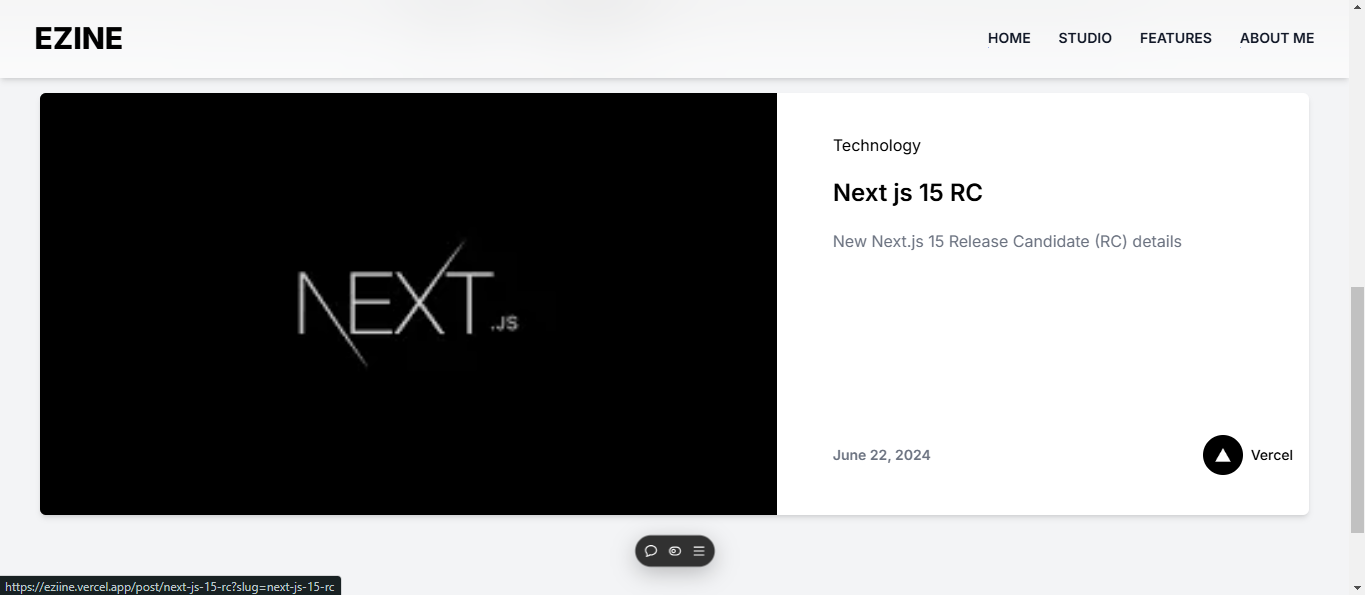 EZINE
HOME STUDIO FEATURES ABOUT ME
NEXT.JS
Technology
Next js 15 RC
New Next.js 15 Release Candidate (RC) details
June 22, 2024
Vercel
https://eziine.vercel.app/post/next-js-15-rc?slug=next-js-15-rc